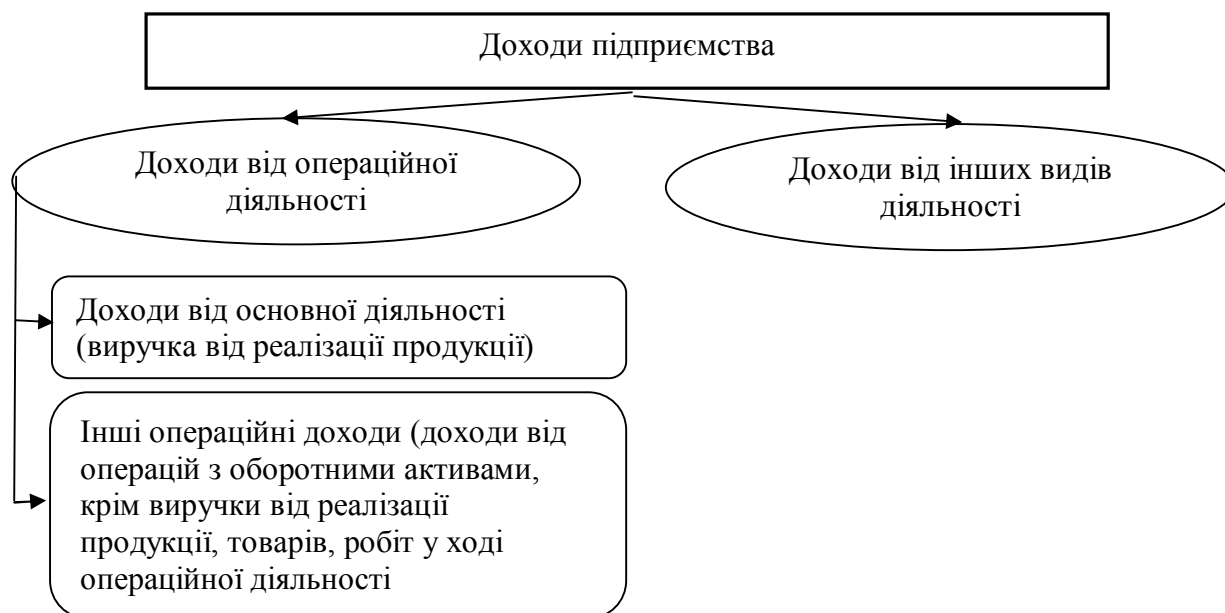 Доходи підприємства
Доходи від операційної
діяльності
Доходи від інших видів
діяльності
Доходи від основної діяльності
(виручка від реалізації продукції)
Інші операційні доходи (доходи від
операцій з оборотними активами,
крім виручки від реалізації
продукції, товарів, робіт у ході
операційної діяльності